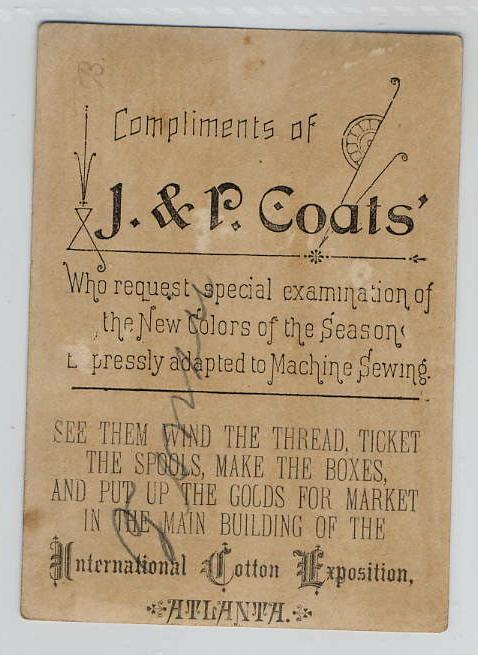 B.
Compliments of
J. & P. Coats'
Who request special examination of
the New Colors of the Season
Expressly adapted to Machine Sewing.
SEE THEM WIND THE THREAD, TICKET
THE SPOOLS, MAKE THE BOXES,
AND PUT UP THE GOODS FOR MARKET
IN THE MAIN BUILDING OF THE
International Cotton Exposition,
ATLANTA.